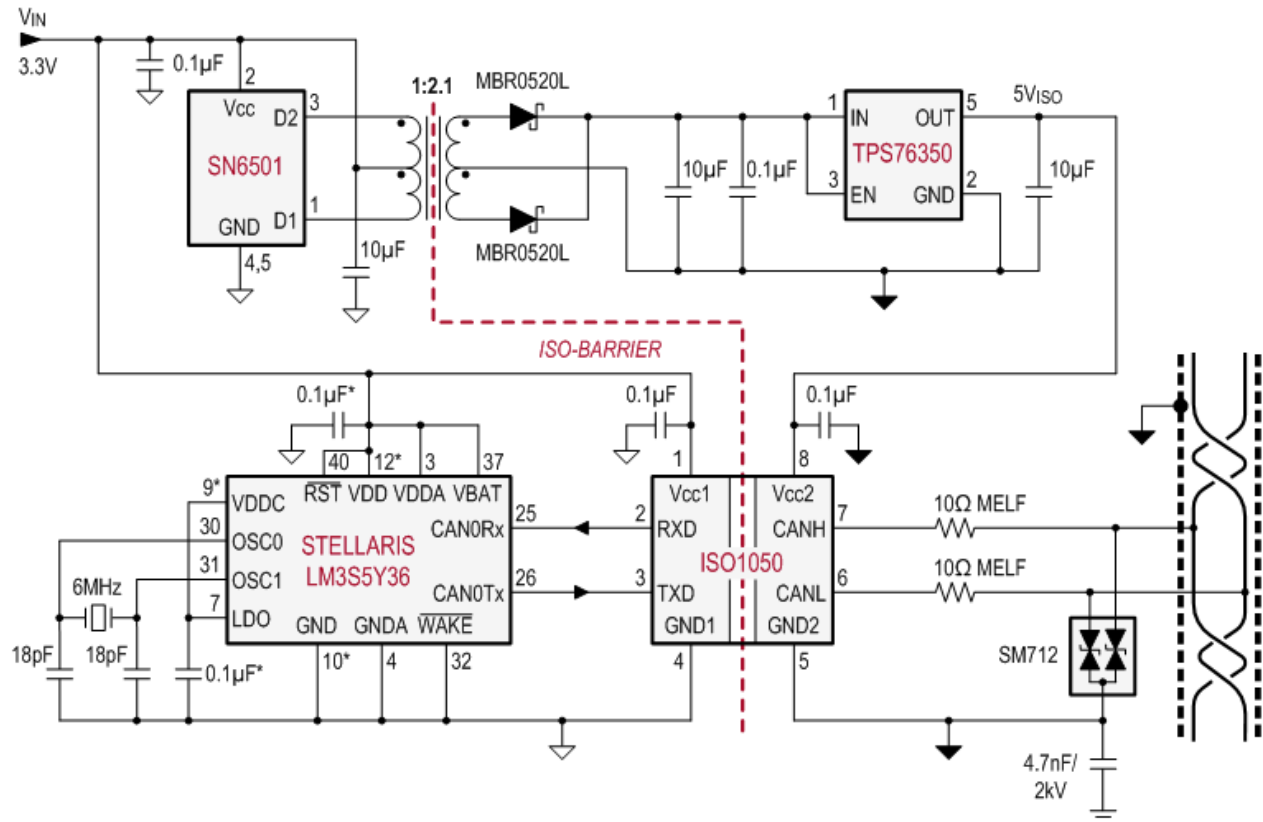 VIN
3.3V
0.1µF
2
Vcc
D2
3
SN6501
D1
1
GND
4,5
10µF
1:2.1
MBR0520L
MBR0520L
10µF
0.1µF
1
IN
OUT
5
TPS76350
3
EN
GND
2
5VISO
10µF
ISO-BARRIER
0.1µF*
40
12*
3
37
9*
VDDC
RST
VDD
VDDA
VBAT
30
OSC0
31
OSC1
7
LDO
STELLARIS
LM3S5Y36
CAN0Rx
25
CAN0Tx
26
GND
GNDA
WAKE
10*
4
32
6MHz
18pF
18pF
0.1µF*
0.1µF
0.1µF
1
8
Vcc1
Vcc2
2
RXD
CANH
7
ISO1050
3
TXD
CANL
6
GND1
GND2
4
5
10Ω MELF
10Ω MELF
SM712
4.7nF/
2kV